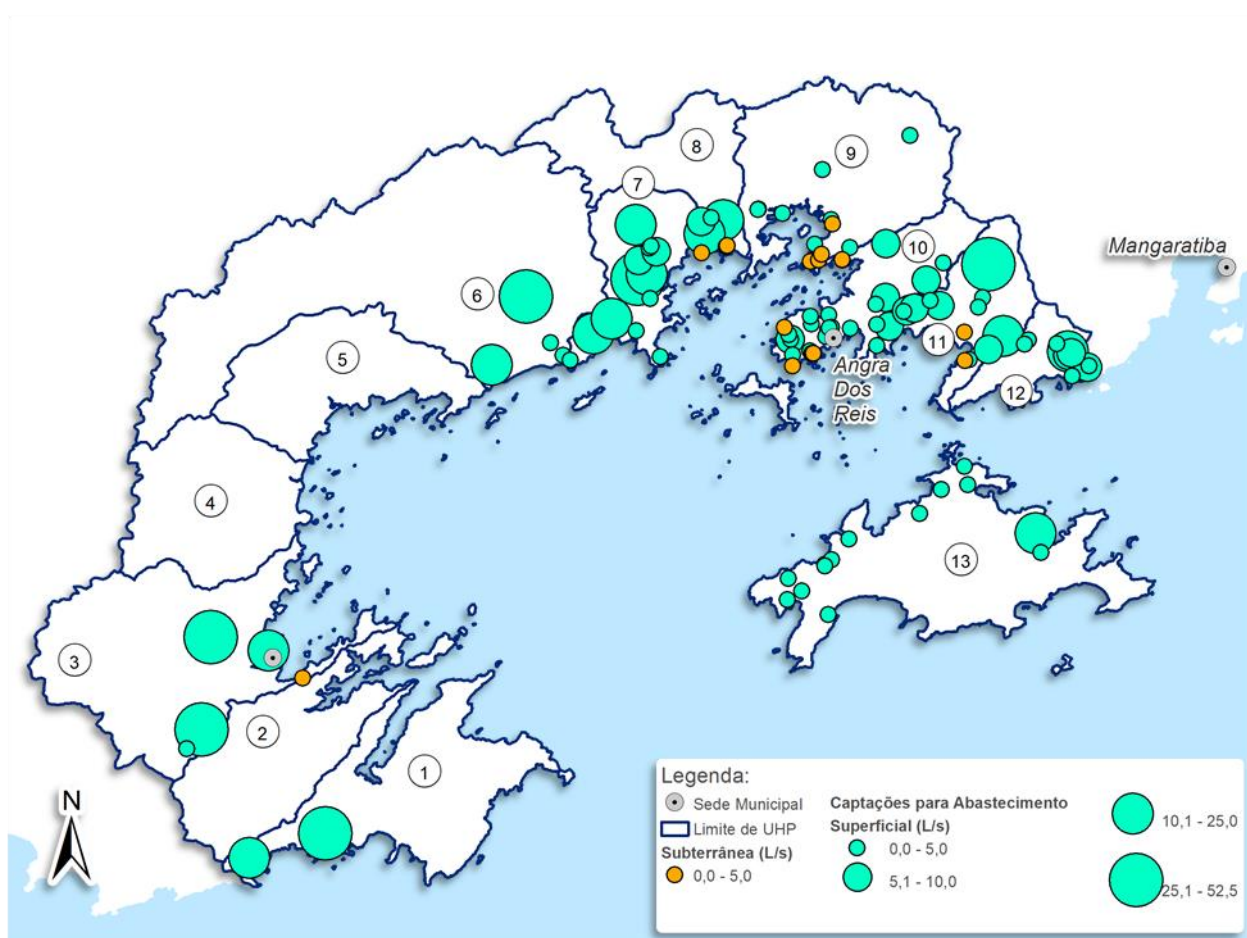 8
9
7
10
Mangaratiba
6
5
11
Angra
Dos
Reis
12
4
13
3
2
1
N
Legenda:
Sede Municipal
Limite de UHP
Subterrânea (L/s)
0,0 - 5,0
Captações para Abastecimento
Superficial (L/s)
0,0 - 5,0
5,1 - 10,0
10,1 - 25,0
25,1 - 52,5